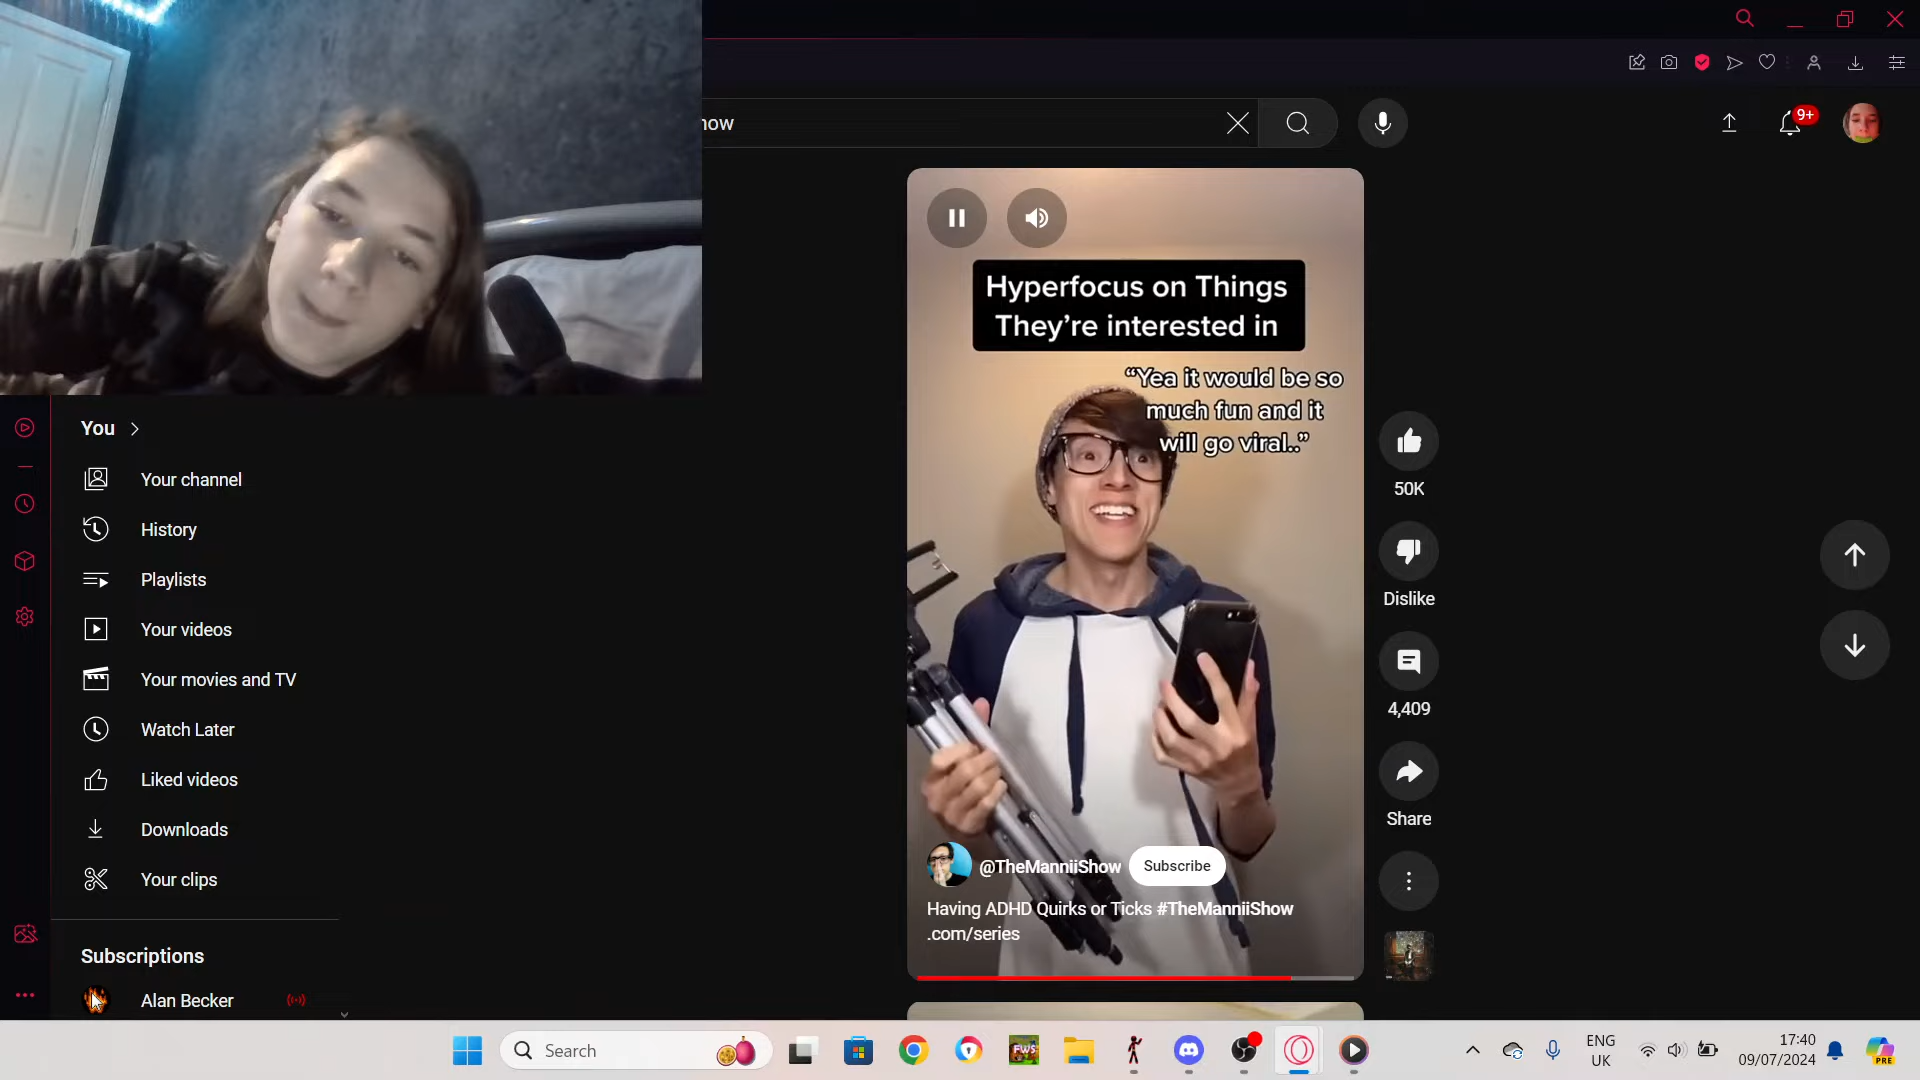 how
9+
Hyperfocus on Things
They’re interested in
“Yea it would be so
much fun and it
will go viral..”
50K
Dislike
4,409
Share
@TheManniiShow
Subscribe
Having ADHD Quirks or Ticks #TheManniiShow
.com/series
You
Your channel
History
Playlists
Your videos
Your movies and TV
Watch Later
Liked videos
Downloads
Your clips
Subscriptions
Alan Becker
Search
FWS
ENG
UK
17:40
09/07/2024
PRE